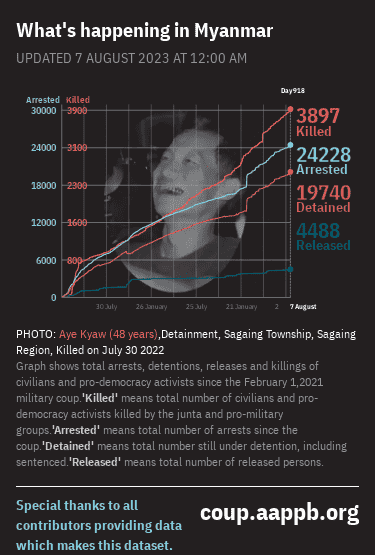 What's happening in Myanmar
UPDATED 7 AUGUST 2023 AT 12:00 AM
Day918
Arrested Killed
30000 3900
3897
Killed
24000 3100
24228
Arrested
18000 2300
19740
Detained
12000 1600
4488
Released
6000 800
0
30 July 26 January 25 July 21 January 2 7 August
PHOTO: Aye Kyaw (48 years),Detainment, Sagaing Township, Sagaing
Region, Killed on July 30 2022
Graph shows total arrests, detentions, releases and killings of
civilians and pro-democracy activists since the February 1,2021
military coup.'Killed' means total number of civilians and pro-
democracy activists killed by the junta and pro-military
groups.'Arrested' means total number of arrests since the
coup.'Detained' means total number still under detention, including
sentenced.'Released' means total number of released persons.
Special thanks to all
contributors providing data
which makes this dataset.
coup.aappb.org